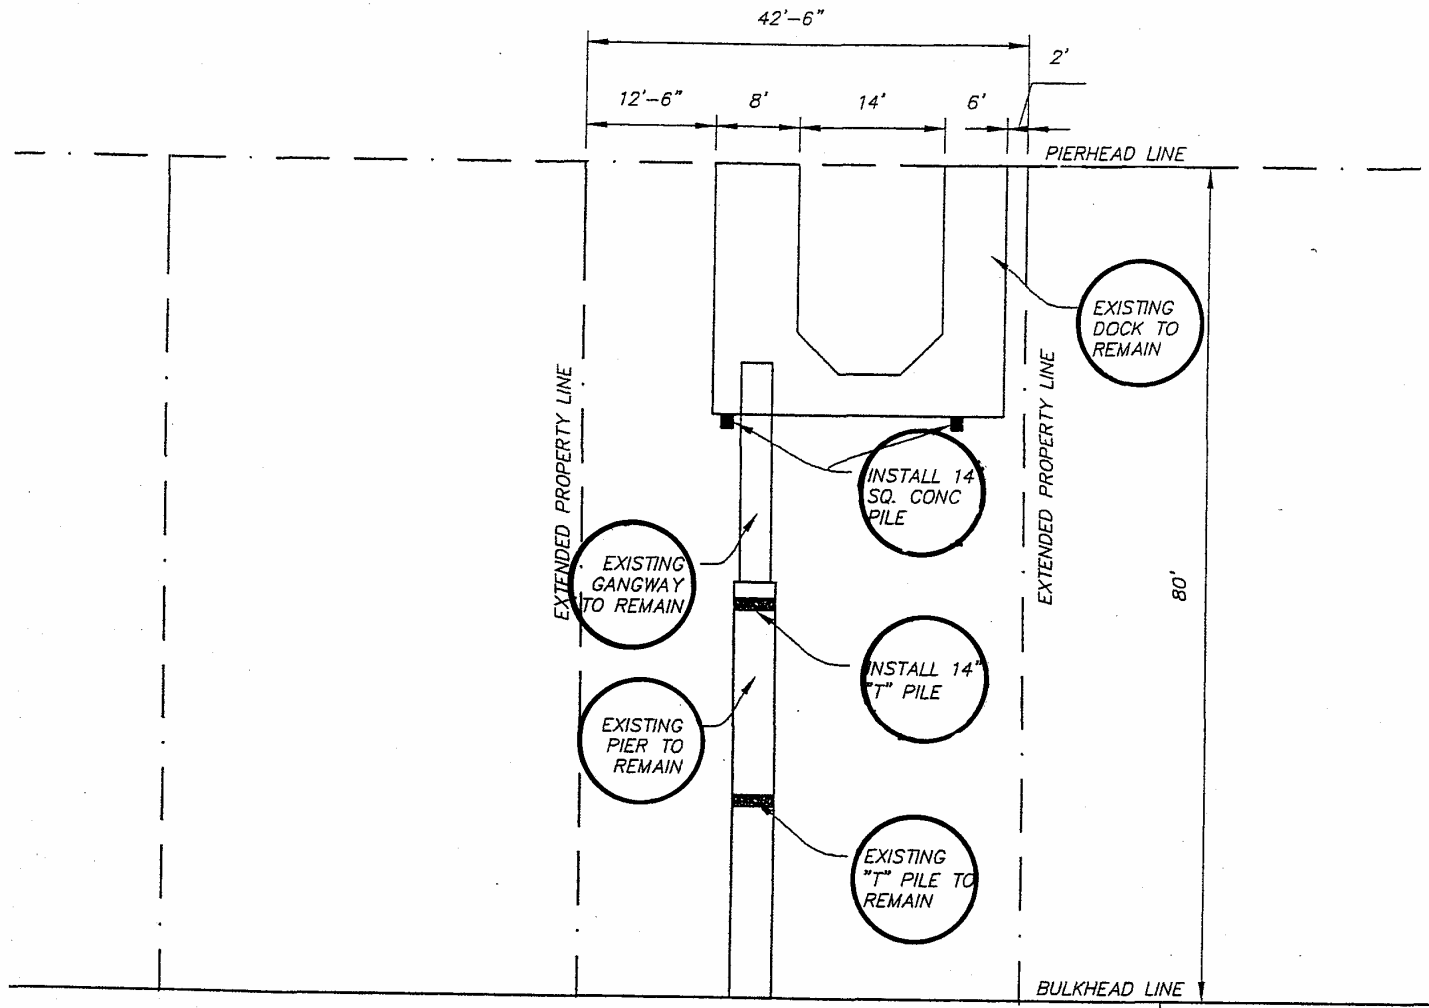 42'-6"
2'
12'-6"
8'
14'
6'
PIERHEAD LINE
EXISTING
DOCK TO
REMAIN
EXTENDED PROPERTY LINE
EXTENDED PROPERTY LINE
INSTALL 14
SQ. CONC
PILE
EXISTING
GANGWAY
TO REMAIN
80'
INSTALL 14"
"T" PILE
EXISTING
PIER TO
REMAIN
EXISTING
"T" PILE TO
REMAIN
BULKHEAD LINE